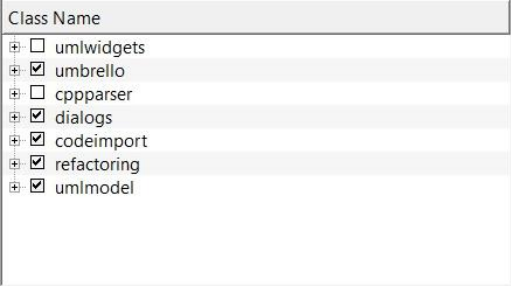 Class Name
umlwidgets
umbrello
cppparser
dialogs
codeimport
refactoring
umlmodel